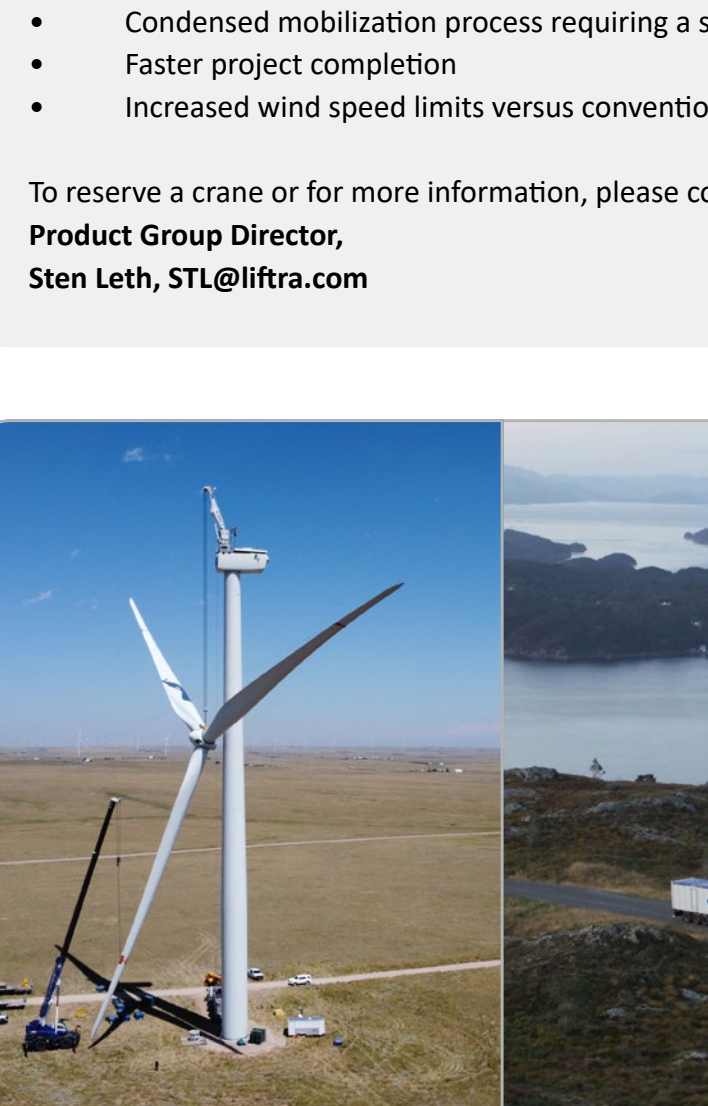 • Condensed mobilization process requiring a s
• Faster project completion
• Increased wind speed limits versus conventio
To reserve a crane or for more information, please co
Product Group Director,
Sten Leth, STL@liftra.com